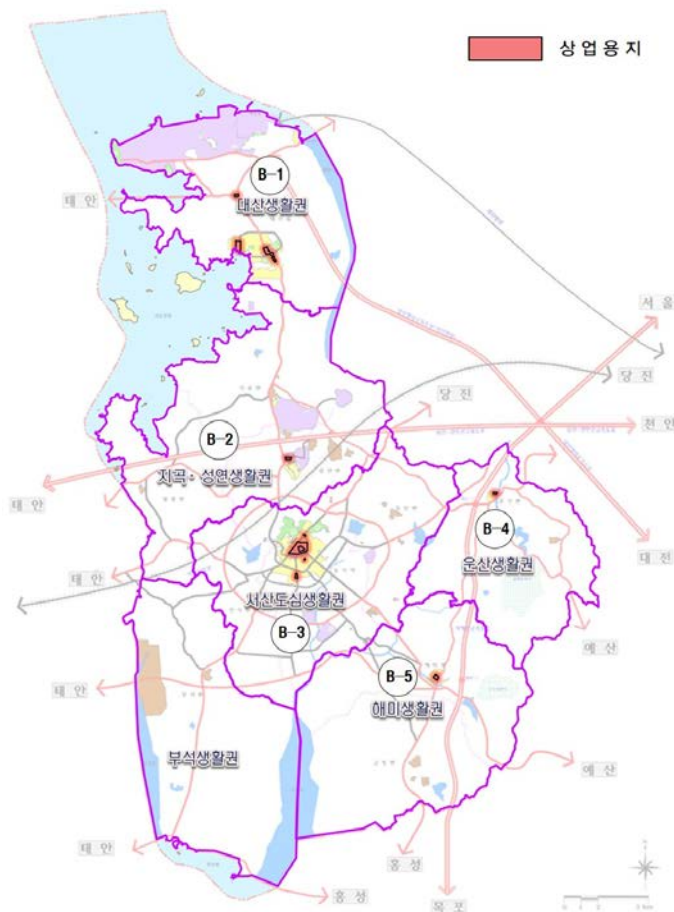 상업용지
B-1
대산생활권
태안
서울
당진
당진
B-2
천안
지곡·성연생활권
태안
B-4
운산생활권
대전
태안
서산도심생활권
B-3
예산
B-5
태안
해미생활권
부석생활권
예산
태안
홍성
홍성
목포